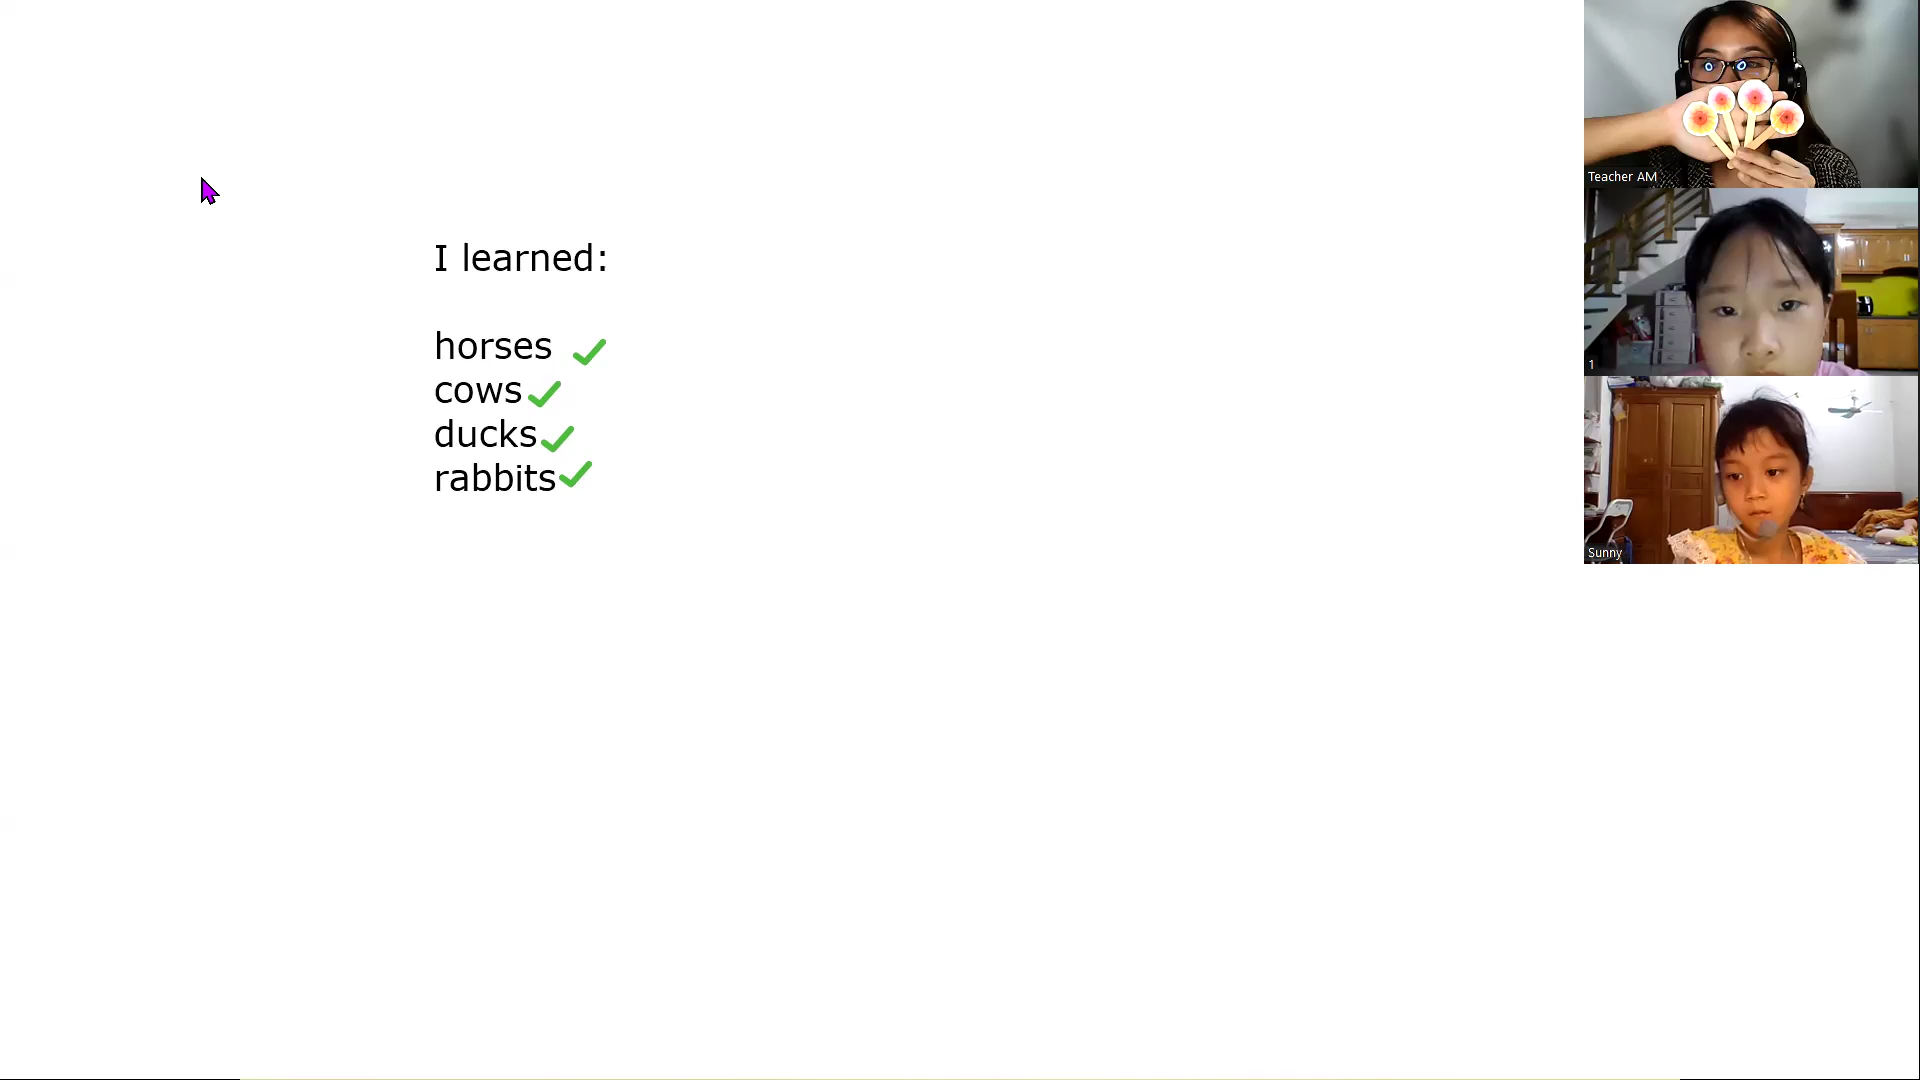 I learned:
horses
cows
ducks
rabbits
Teacher AM
1
Sunny